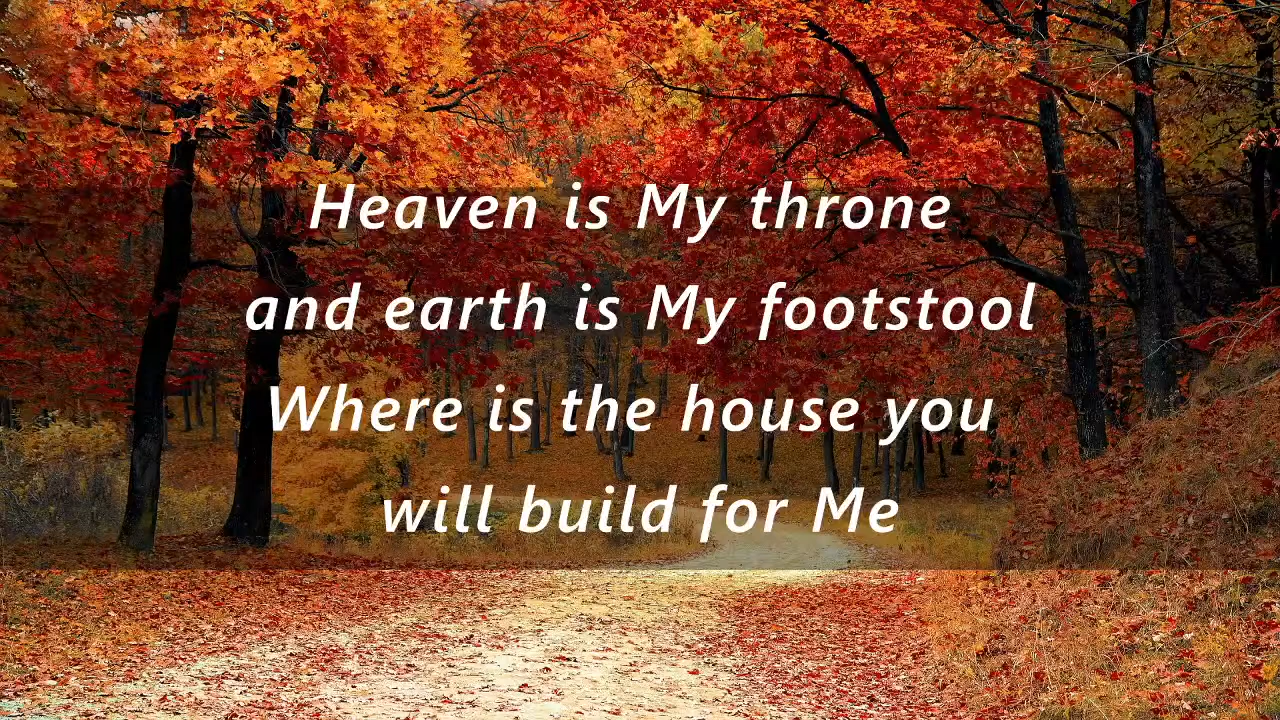 Heaven is My throne
and earth is My footstool
Where is the house you
will build for Me